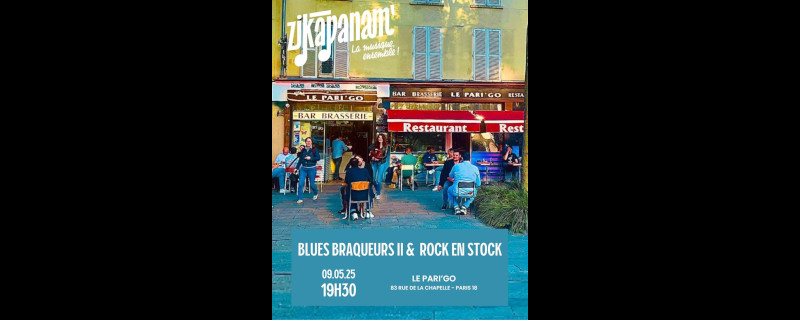 zikapanam'
La musique
ensemble !
LE PARI'GO
BAR BRASSERIE
BAR BRASSERIE LE PARI'GO RESTA
Restaurant Rest
BLUES BRAQUEURS II & ROCK EN STOCK
09.05.25
19H30
LE PARI'GO
83 RUE DE LA CHAPELLE - PARIS 18